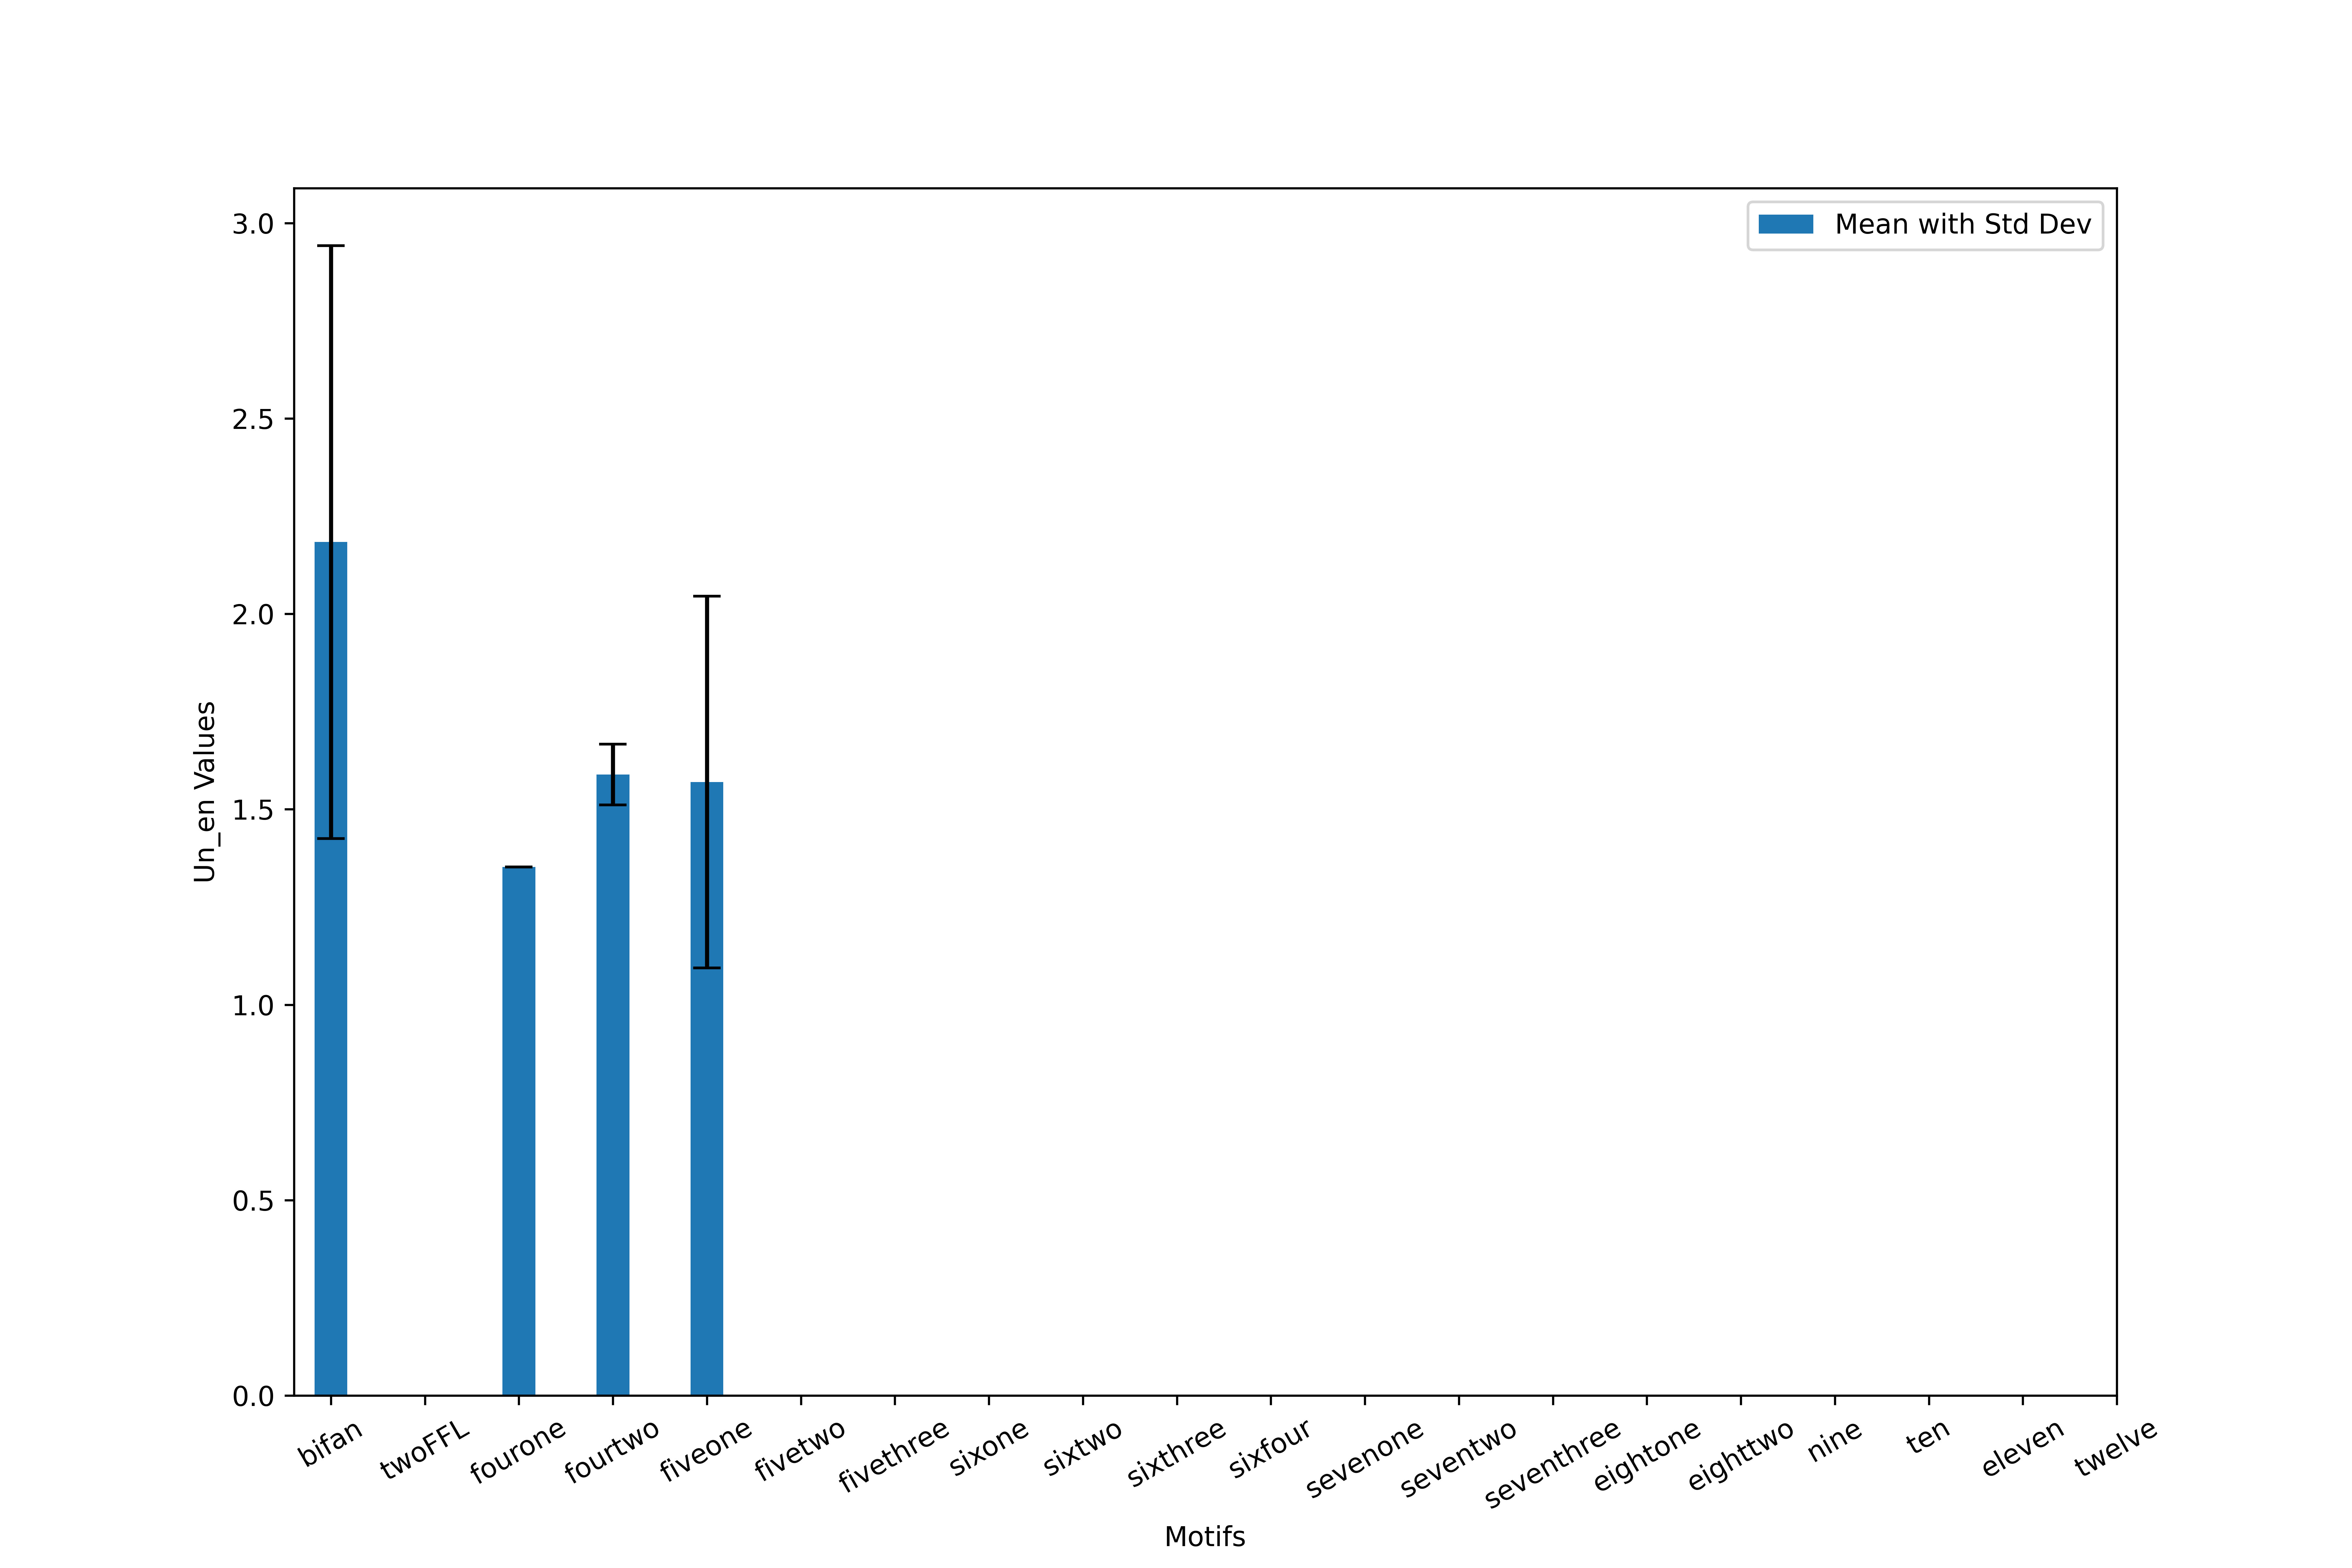 Mean with Std Dev
3.0
2.5
2.0
1.5
1.0
0.5
0.0
Un_en Values
bifan
twoFFL
fourone
fourtwo
fiveone
fivetwo
fivethree
sixone
sixtwo
sixthree
sixfour
sevenone
seventwo
seventhree
eightone
eighttwo
nine
ten
eleven
twelve
Motifs